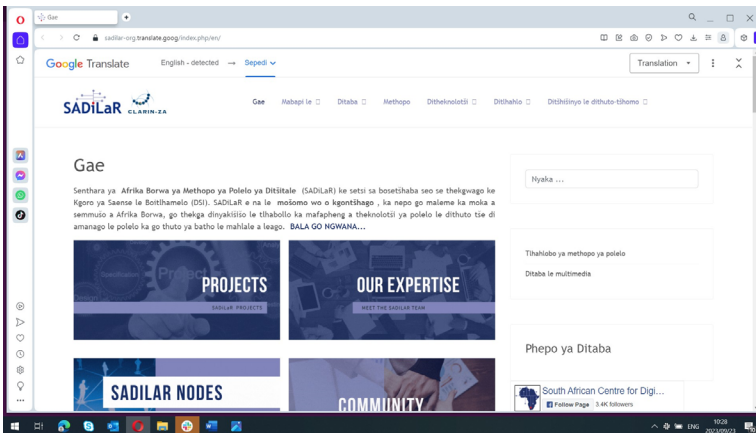 Gae
sadilar-org.translate.goog/index.php/en/
Google Translate English - detected → Sepedi Translation
SADiLaR CLARIN-ZA
Gae Mabapi le Ditaba Methopo Ditheknolotši Ditlhahlo Ditšhišinyo le dithuto-tšhomo
Gae
Senthara ya Afrika Borwa ya Methopo ya Polelo ya Ditšitale (SADiLaR) ke setsi sa bosetšhaba seo se thekgwago ke
Kgoro ya Saense le Boitlhamelo (DSI). SADiLaR e na le mošomo wo o kgontšhago , ka nepo go maleme ka moka a
semmušo a Afrika Borwa, go thekga dinyakišišo le tlhabollo ka mafapheng a theknolotši ya polelo le dithuto tše di
amanago le polelo ka go thuto ya batho le mahlale a leago. BALA GO NGWANA...
Nyaka ...
Tlhahlobo ya methopo ya polelo
Ditaba le multimedia
PROJECTS
SADILAR PROJECTS
OUR EXPERTISE
MEET THE SADILAR TEAM
SADILAR NODES
COMMUNITY
Phepo ya Ditaba
South African Centre for Digi...
Follow Page 3.4K followers
ENG
10:28
2023/09/23